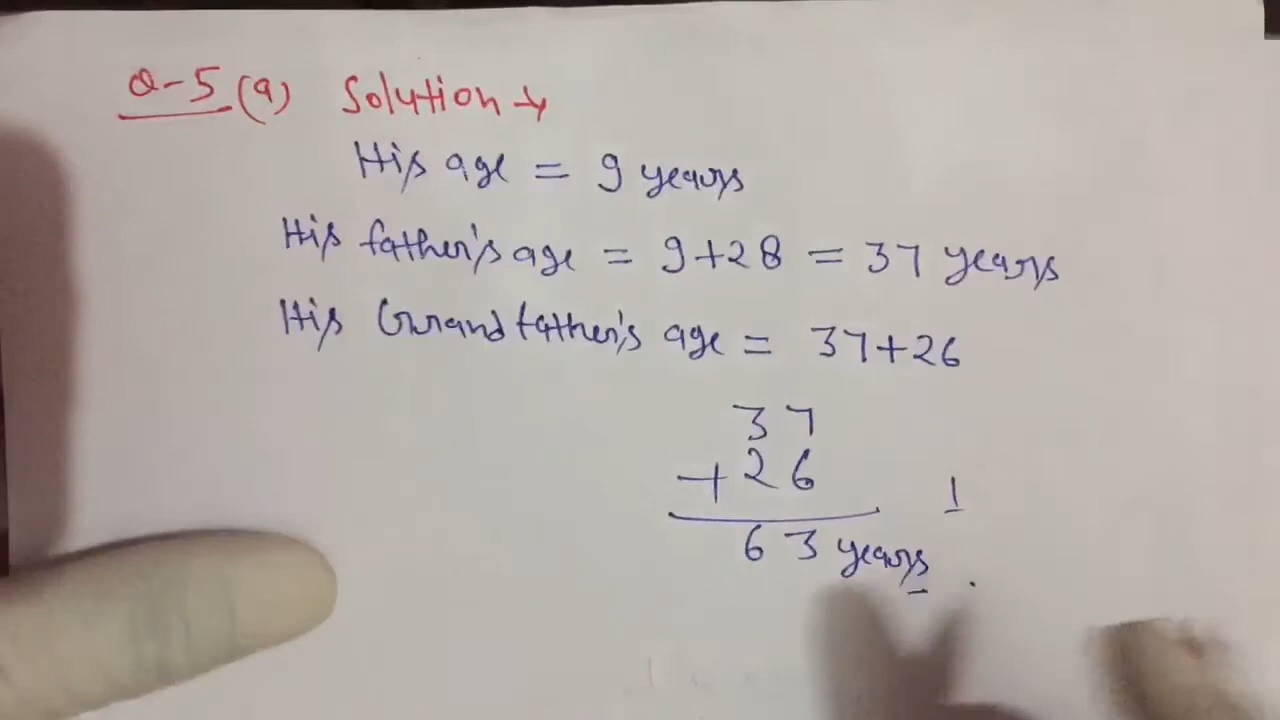 Q-5 (a) Solution →
His age = 9 years
His father's age = 9+28 = 37 years
His Grandfather's age = 37+26
37
+26 1
63 years.